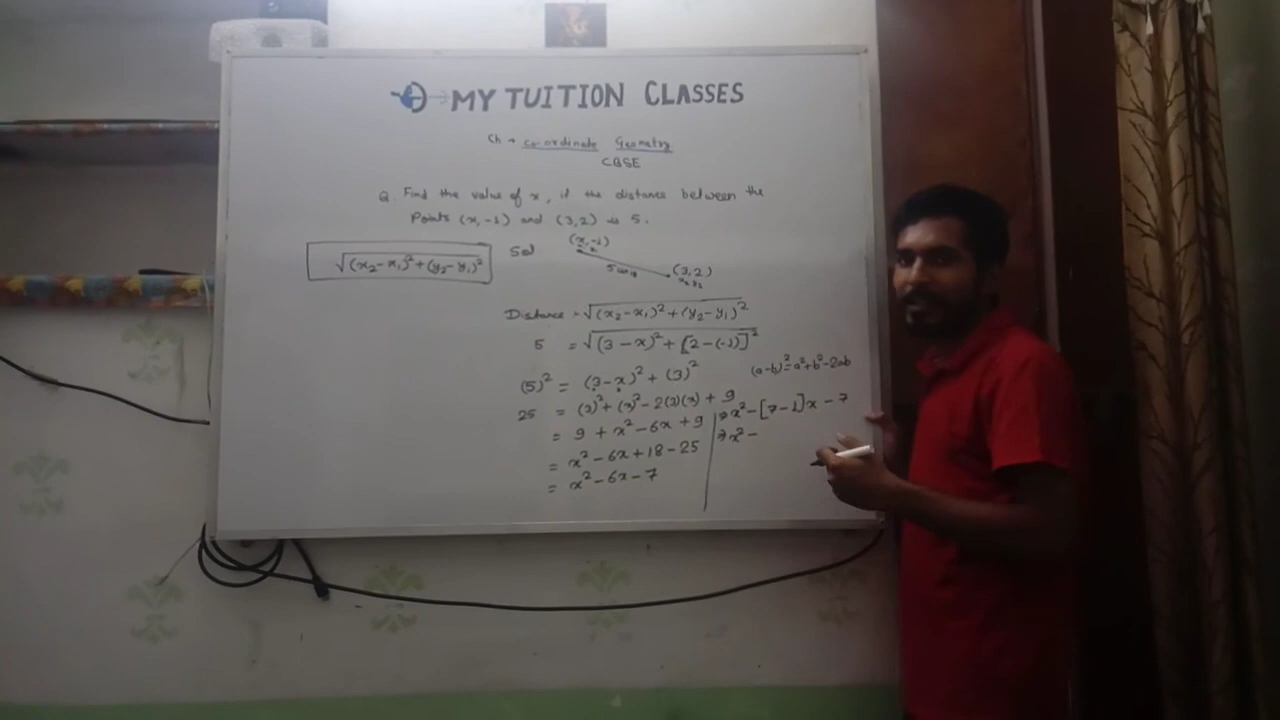 MY TUITION CLASSES
Ch → Co-ordinate Geometry
CBSE
Q. Find the value of x, if the distance between the
Points (x,-1) and (3,2) is 5.
√(x₂-x₁)²+(y₂-y₁)²
Sol
(x,-1)
(3,2)
x₂ y₂
Distance = √(x₂-x₁)²+(y₂-y₁)²
5 = √(3-x)²+[2-(-1)]²
(5)² = (3-x)²+(3)²
(a-b)²=a²+b²-2ab
25 = (3)²+(x)²-2(3)(x)+9
= 9+x²-6x+9
= x²-6x+18-25
= x²-6x-7
⇒ x²-[7-1]x-7
⇒ x²-